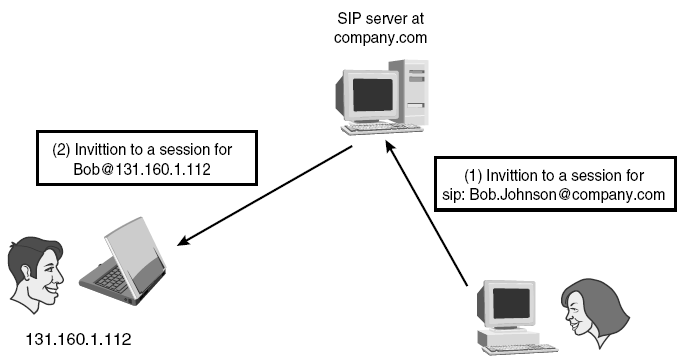 SIP server at
company.com
(2) Invittion to a session for
Bob@131.160.1.112
(1) Invittion to a session for
sip: Bob.Johnson@company.com
131.160.1.112